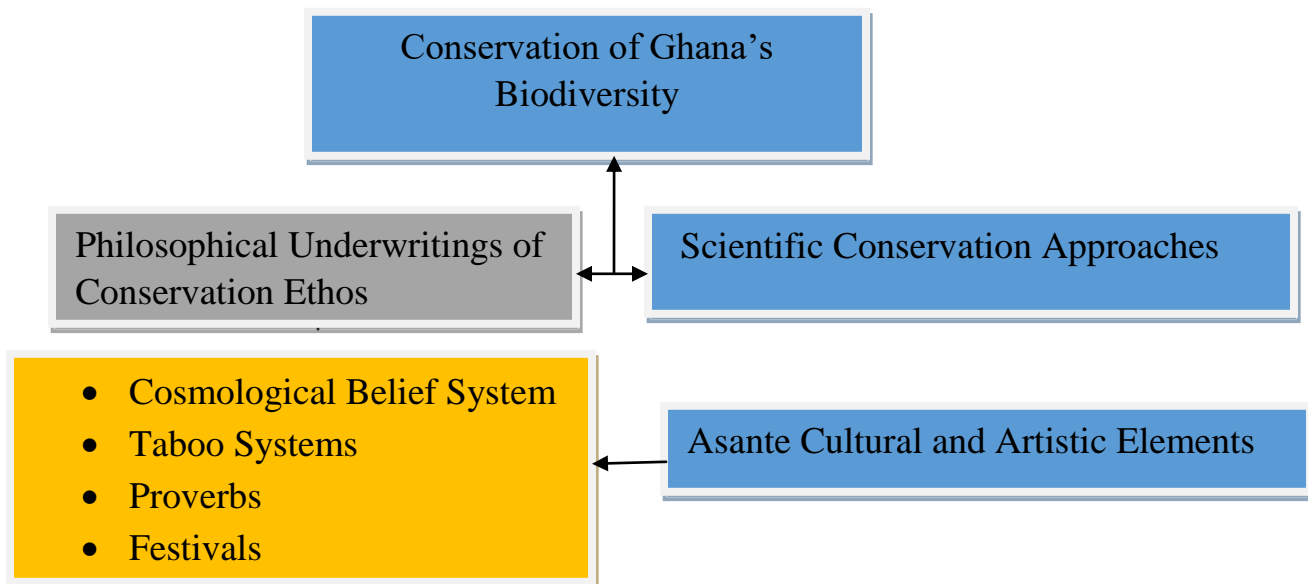 Conservation of Ghana’s
Biodiversity
Philosophical Underwritings of
Conservation Ethos
Scientific Conservation Approaches
• Cosmological Belief System
• Taboo Systems
• Proverbs
• Festivals
Asante Cultural and Artistic Elements